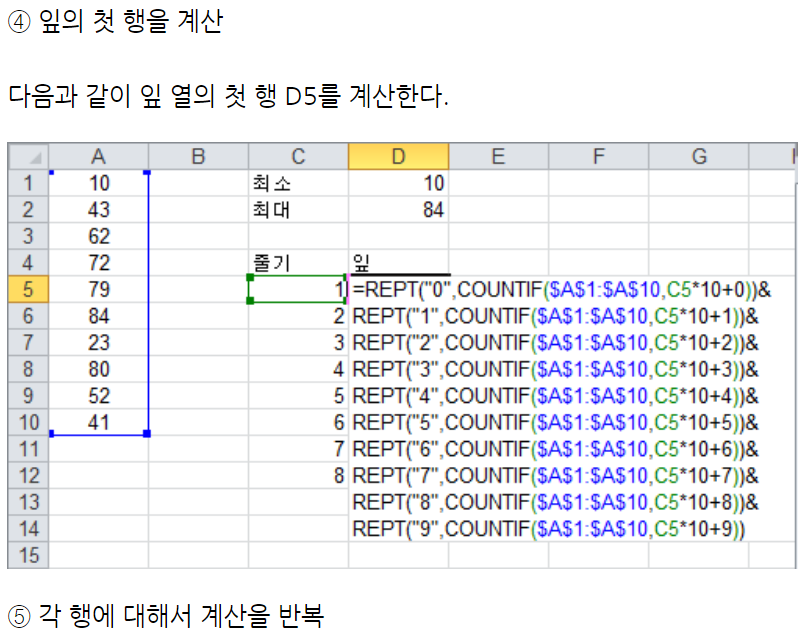 ④ 잎의 첫 행을 계산
다음과 같이 잎 열의 첫 행 D5를 계산한다.
A B C D E F G
1 10 최소 10
2 43 최대 84
3 62
4 72 줄기 잎
5 79 1 =REPT("0",COUNTIF($A$1:$A$10,C5*10+0))&
6 84 2 REPT("1",COUNTIF($A$1:$A$10,C5*10+1))&
7 23 3 REPT("2",COUNTIF($A$1:$A$10,C5*10+2))&
8 80 4 REPT("3",COUNTIF($A$1:$A$10,C5*10+3))&
9 52 5 REPT("4",COUNTIF($A$1:$A$10,C5*10+4))&
10 41 6 REPT("5",COUNTIF($A$1:$A$10,C5*10+5))&
11 7 REPT("6",COUNTIF($A$1:$A$10,C5*10+6))&
12 8 REPT("7",COUNTIF($A$1:$A$10,C5*10+7))&
13 REPT("8",COUNTIF($A$1:$A$10,C5*10+8))&
14 REPT("9",COUNTIF($A$1:$A$10,C5*10+9))
15
⑤ 각 행에 대해서 계산을 반복